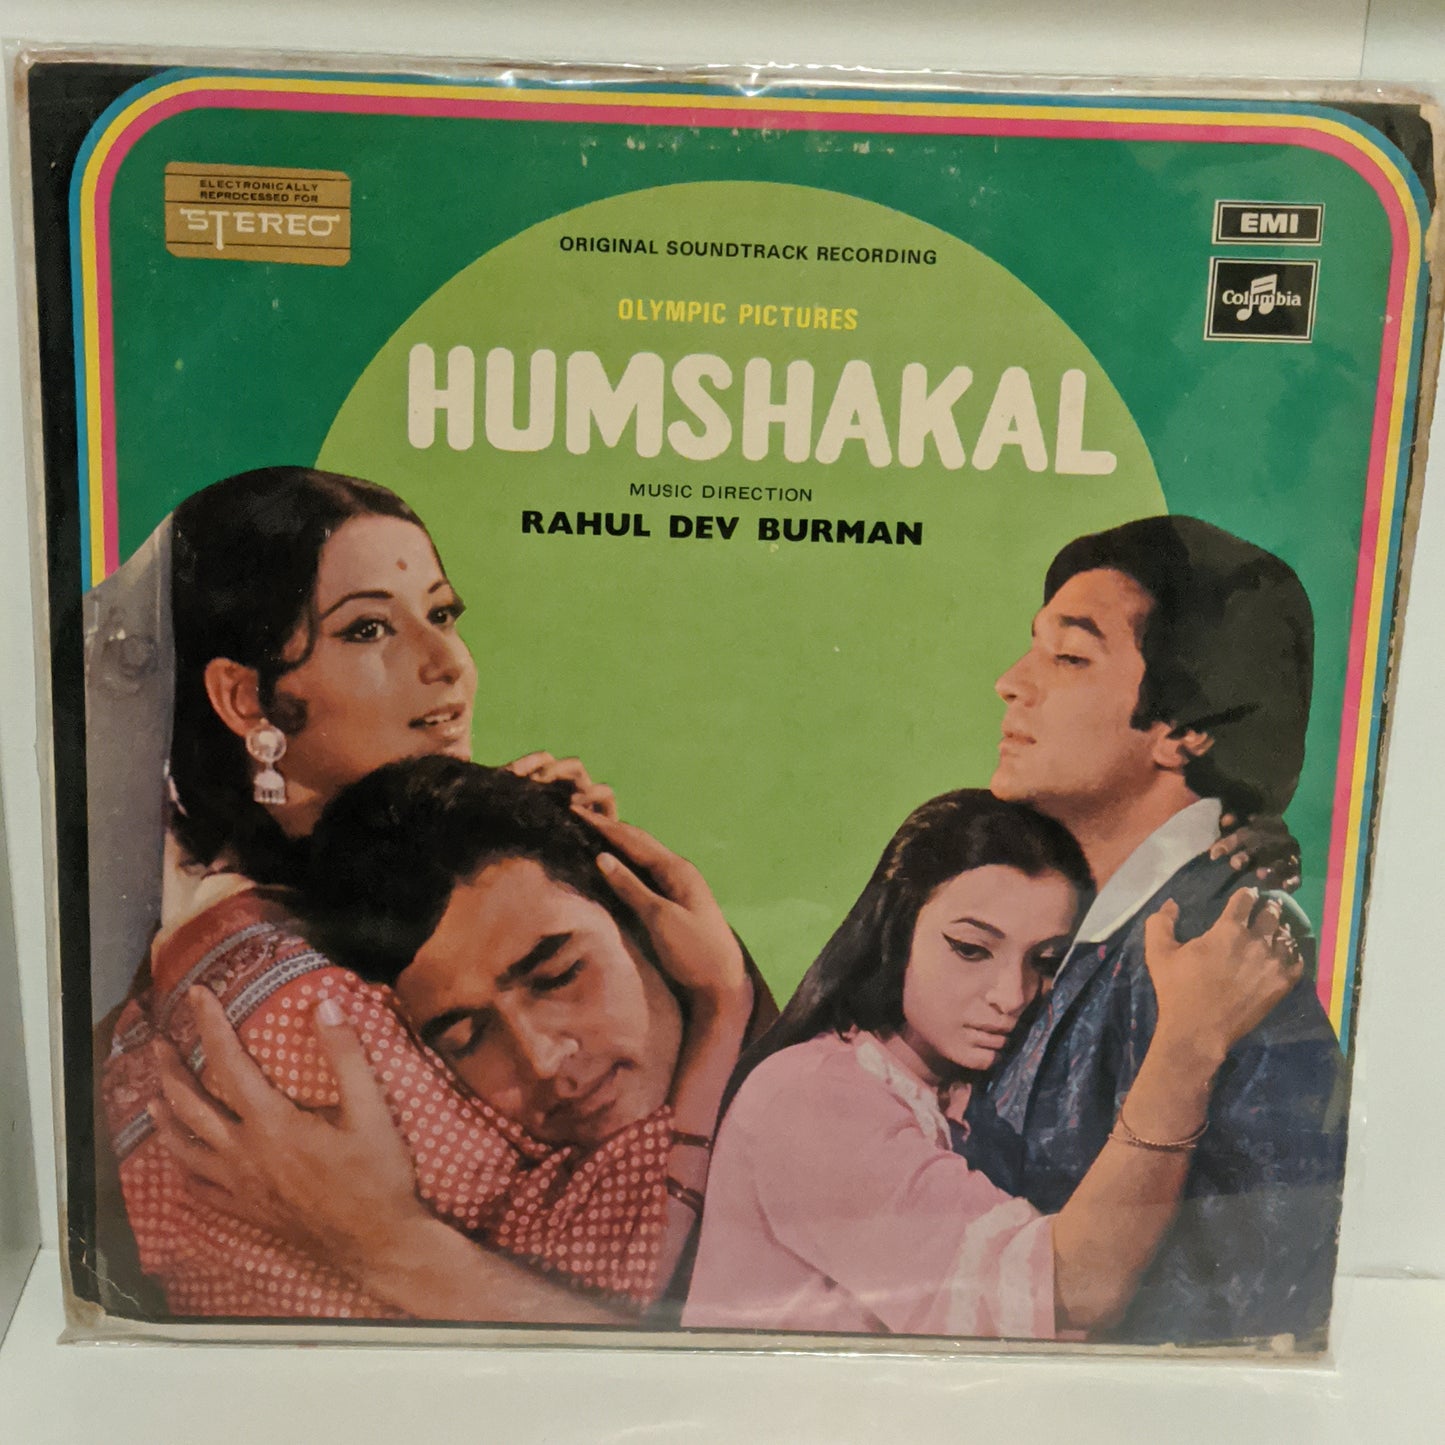 ELECTRONICALLY
REPROCESSED FOR
STEREO
EMI
Columbia
ORIGINAL SOUNDTRACK RECORDING
OLYMPIC PICTURES
HUMSHAKAL
MUSIC DIRECTION
RAHUL DEV BURMAN